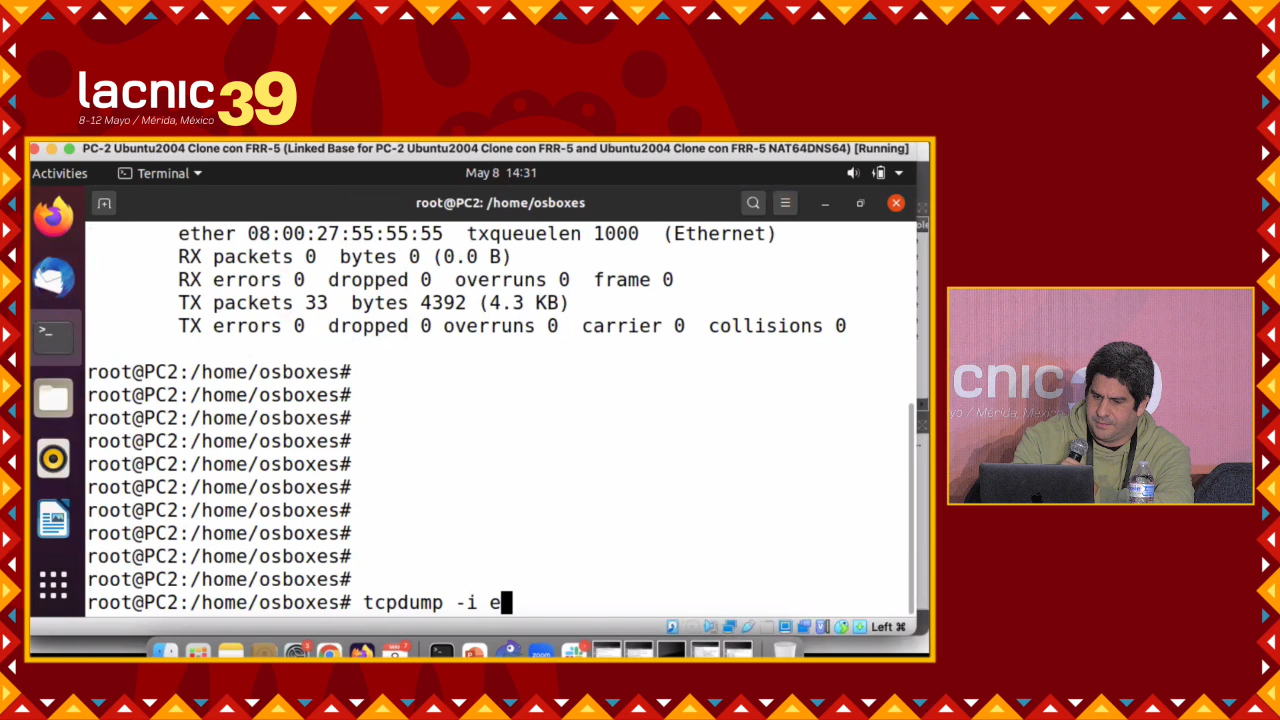 lacnic39
8-12 Mayo / Mérida, México
PC-2 Ubuntu2004 Clone con FRR-5 (Linked Base for PC-2 Ubuntu2004 Clone con FRR-5 and Ubuntu2004 Clone con FRR-5 NAT64DNS64) [Running]
Activities
Terminal
May 8 14:31
root@PC2: /home/osboxes
ether 08:00:27:55:55:55 txqueuelen 1000 (Ethernet)
RX packets 0 bytes 0 (0.0 B)
RX errors 0 dropped 0 overruns 0 frame 0
TX packets 33 bytes 4392 (4.3 KB)
TX errors 0 dropped 0 overruns 0 carrier 0 collisions 0
root@PC2:/home/osboxes#
root@PC2:/home/osboxes#
root@PC2:/home/osboxes#
root@PC2:/home/osboxes#
root@PC2:/home/osboxes#
root@PC2:/home/osboxes#
root@PC2:/home/osboxes#
root@PC2:/home/osboxes#
root@PC2:/home/osboxes#
root@PC2:/home/osboxes#
root@PC2:/home/osboxes# tcpdump -i e
Left ⌘
zoom
cnic39
yo / Mérida, México